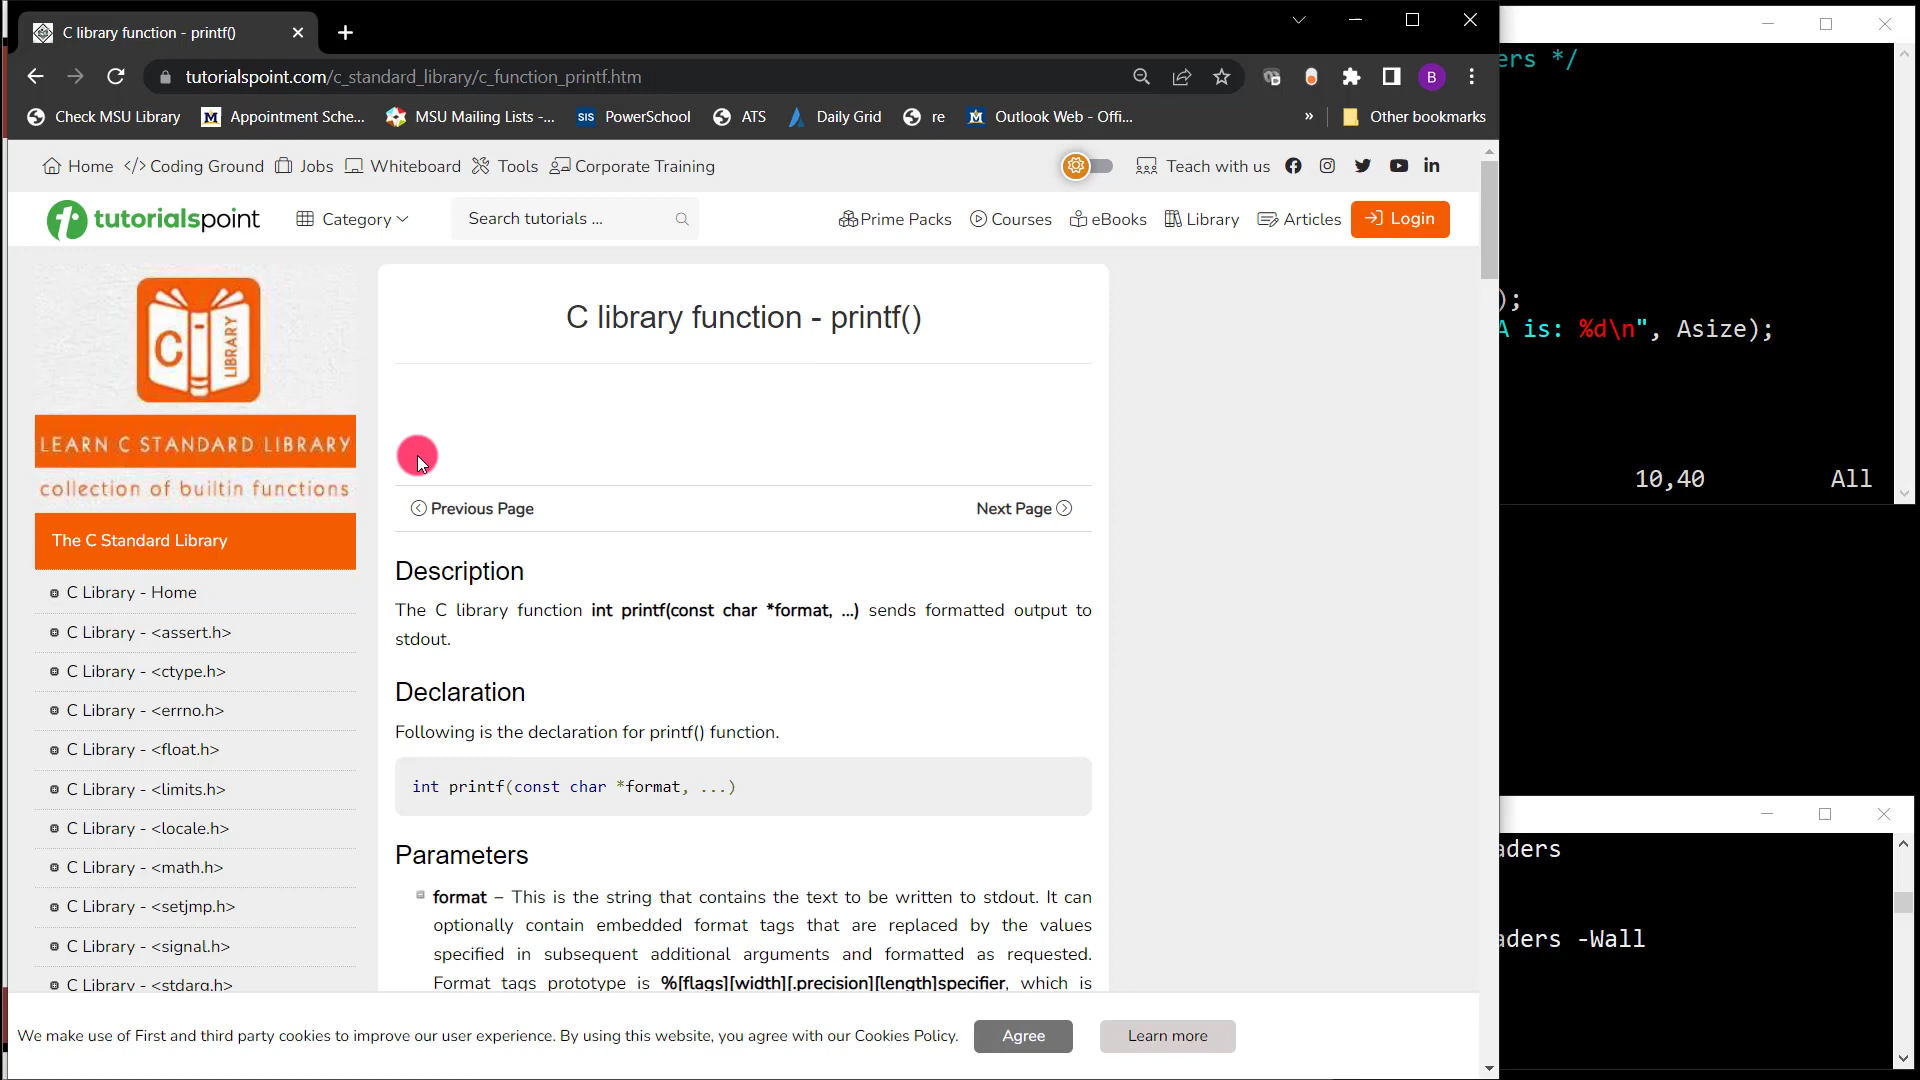 C library function - printf()
tutorialspoint.com/c_standard_library/c_function_printf.htm
B
Check MSU Library
M Appointment Sche...
MSU Mailing Lists -...
SIS PowerSchool
ATS
Daily Grid
re
M Outlook Web - Offi...
»
Other bookmarks
Home </> Coding Ground Jobs Whiteboard Tools Corporate Training
Teach with us
tutorialspoint
Category
Search tutorials ...
Prime Packs Courses eBooks Library Articles Login
C LIBRARY
LEARN C STANDARD LIBRARY
collection of builtin functions
The C Standard Library
C Library - Home
C Library - <assert.h>
C Library - <ctype.h>
C Library - <errno.h>
C Library - <float.h>
C Library - <limits.h>
C Library - <locale.h>
C Library - <math.h>
C Library - <setjmp.h>
C Library - <signal.h>
C Library - <stdarg.h>
C library function - printf()
Previous Page
Next Page
Description
The C library function int printf(const char *format, ...) sends formatted output to
stdout.
Declaration
Following is the declaration for printf() function.
int printf(const char *format, ...)
Parameters
format – This is the string that contains the text to be written to stdout. It can
optionally contain embedded format tags that are replaced by the values
specified in subsequent additional arguments and formatted as requested.
Format tags prototype is %[flags][width][.precision][length]specifier, which is
We make use of First and third party cookies to improve our user experience. By using this website, you agree with our Cookies Policy.
Agree
Learn more
ers */
);
A is: %d\n", Asize);
10,40 All
aders
aders -Wall